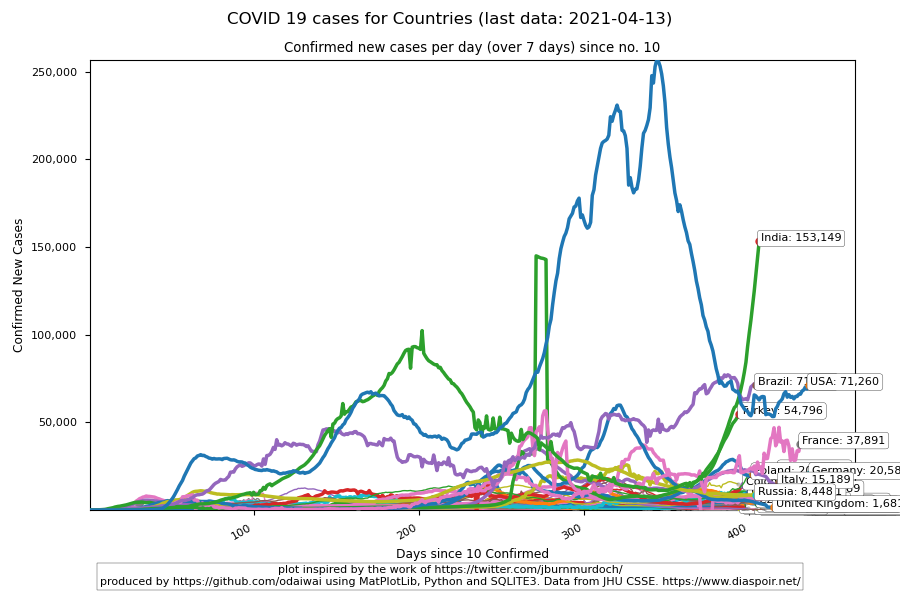 COVID 19 cases for Countries (last data: 2021-04-13)
Confirmed new cases per day (over 7 days) since no. 10
250,000
200,000
150,000
100,000
50,000
Confirmed New Cases
India: 153,149
USA: 71,260
Brazil: 7
Turkey: 54,796
France: 37,891
Germany: 20,58
Italy: 15,189
Russia: 8,448
United Kingdom: 1,681
100
200
300
400
Days since 10 Confirmed
plot inspired by the work of https://twitter.com/jburnmurdoch/
produced by https://github.com/odaiwai using MatPlotLib, Python and SQLITE3. Data from JHU CSSE. https://www.diaspoir.net/